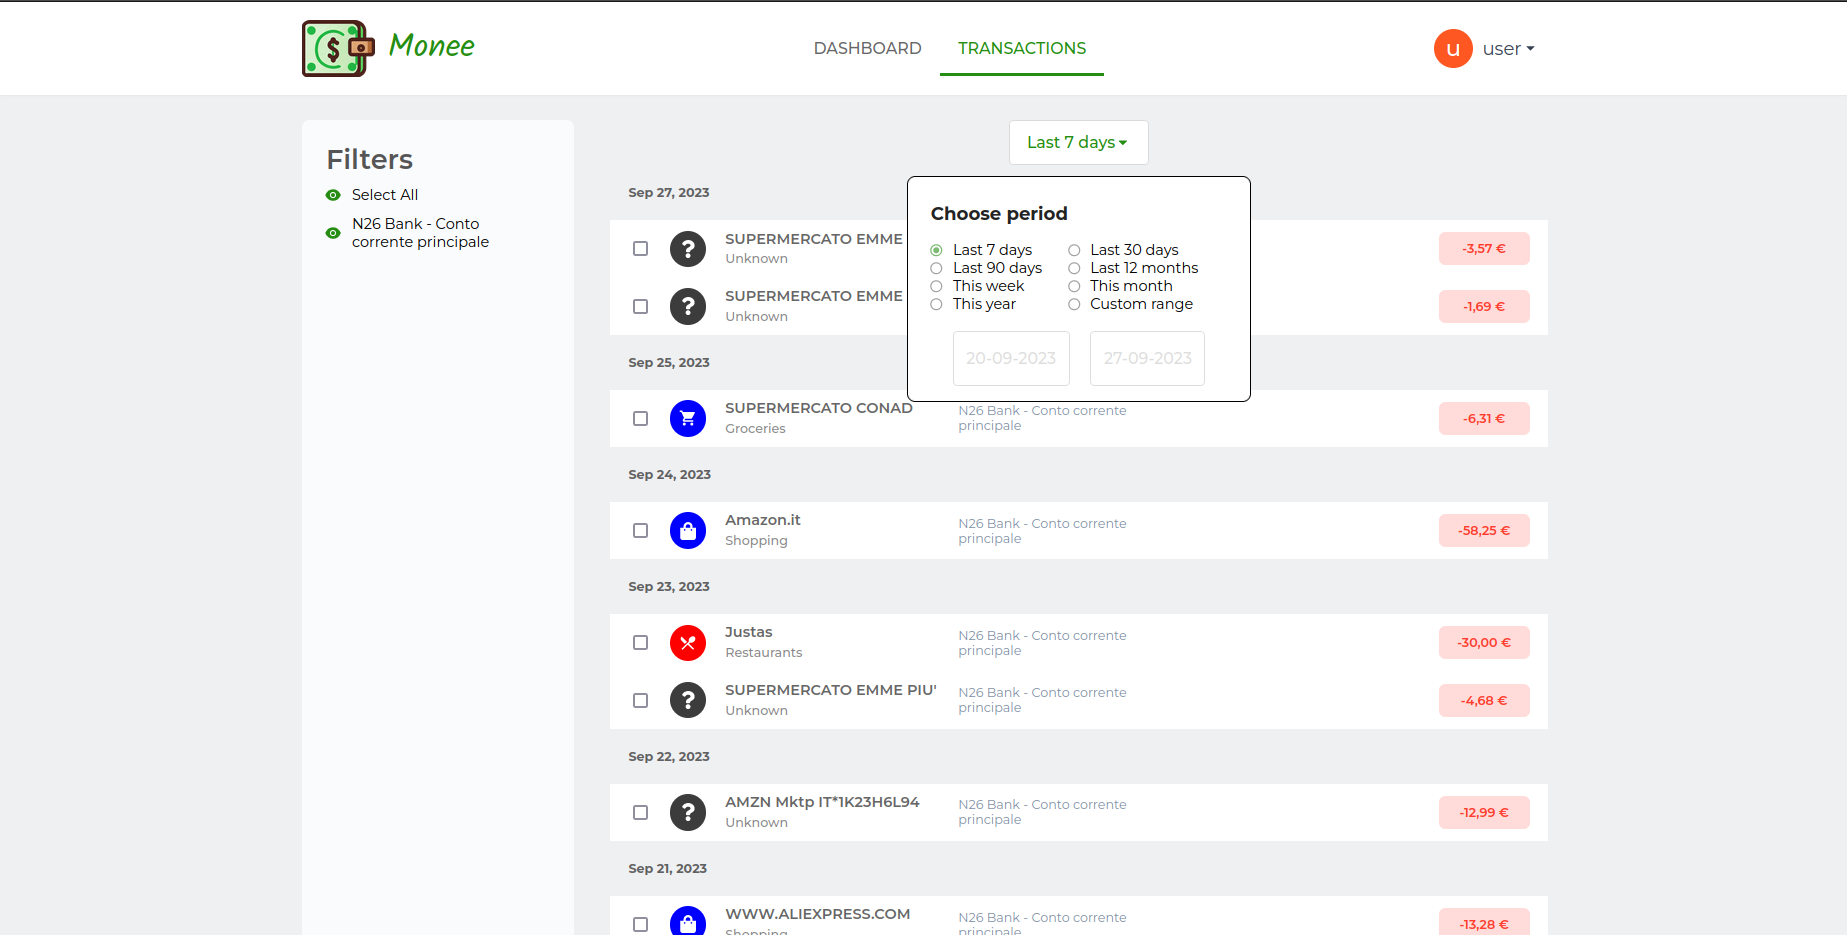 Monee
DASHBOARD
TRANSACTIONS
u
user
Filters
Select All
N26 Bank - Conto
corrente principale
Last 7 days
Choose period
Last 7 days
Last 30 days
Last 90 days
Last 12 months
This week
This month
This year
Custom range
20-09-2023
27-09-2023
Sep 27, 2023
SUPERMERCATO EMME
Unknown
-3,57 €
SUPERMERCATO EMME
Unknown
-1,69 €
Sep 25, 2023
SUPERMERCATO CONAD
Groceries
N26 Bank - Conto corrente
principale
-6,31 €
Sep 24, 2023
Amazon.it
Shopping
N26 Bank - Conto corrente
principale
-58,25 €
Sep 23, 2023
Justas
Restaurants
N26 Bank - Conto corrente
principale
-30,00 €
SUPERMERCATO EMME PIU'
Unknown
N26 Bank - Conto corrente
principale
-4,68 €
Sep 22, 2023
AMZN Mktp IT*1K23H6L94
Unknown
N26 Bank - Conto corrente
principale
-12,99 €
Sep 21, 2023
WWW.ALIEXPRESS.COM
Shopping
N26 Bank - Conto corrente
principale
-13,28 €